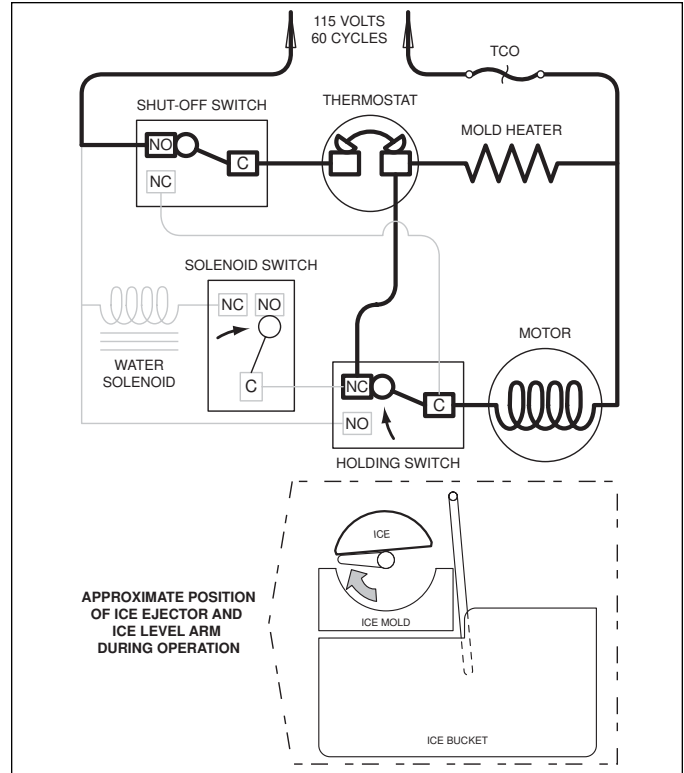 115 VOLTS
60 CYCLES
TCO
SHUT-OFF SWITCH
THERMOSTAT
MOLD HEATER
NO
C
NC
SOLENOID SWITCH
NC
NO
MOTOR
WATER
SOLENOID
C
NC
C
NO
HOLDING SWITCH
ICE
APPROXIMATE POSITION
OF ICE EJECTOR AND
ICE LEVEL ARM
DURING OPERATION
ICE MOLD
ICE BUCKET